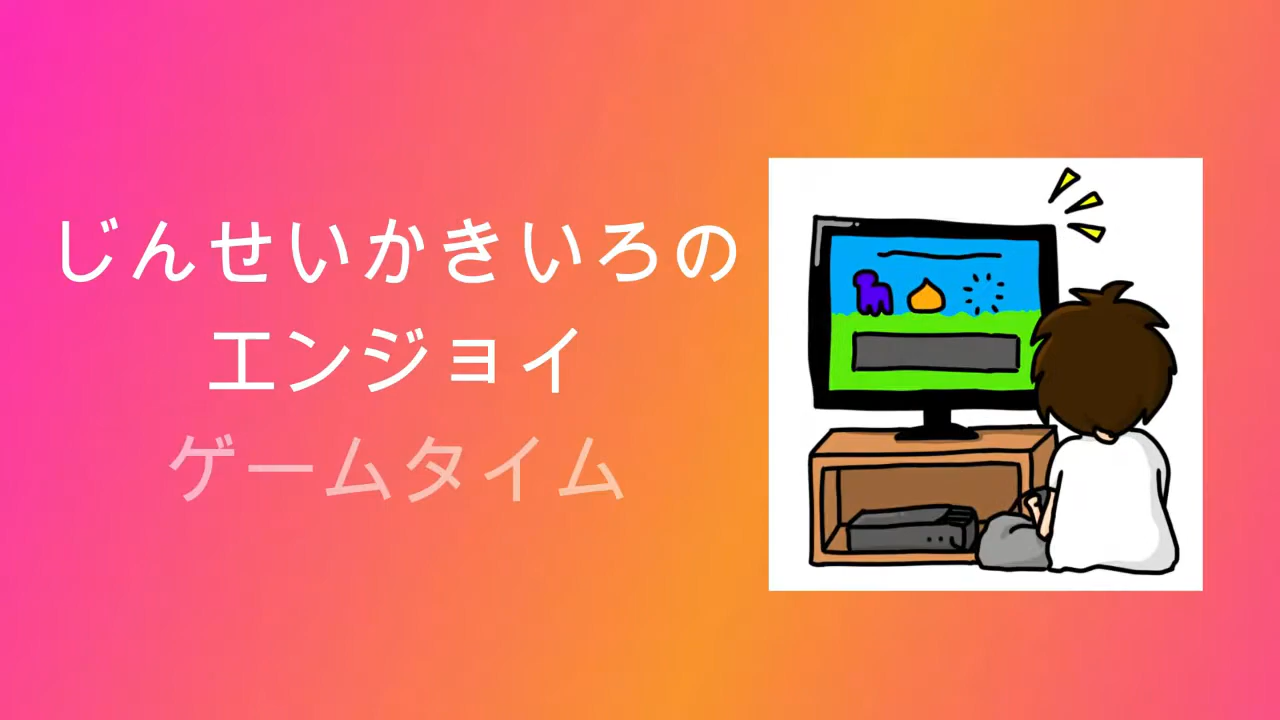 じんせいかきいろの
エンジョイ
ゲームタイム